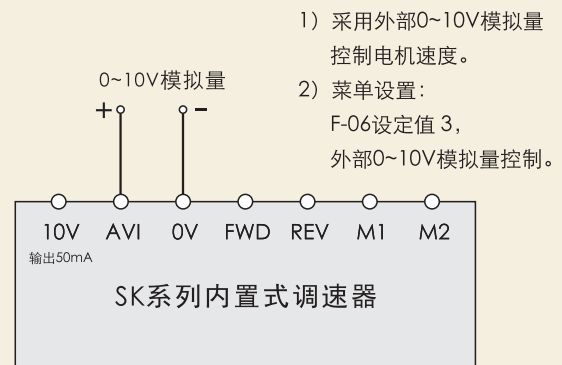 1）采用外部0~10V模拟量
控制电机速度。
2）菜单设置：
F-06设定值 3，
外部0~10V模拟量控制。
0~10V模拟量
+ -
10V AVI 0V FWD REV M1 M2
输出50mA
SK系列内置式调速器